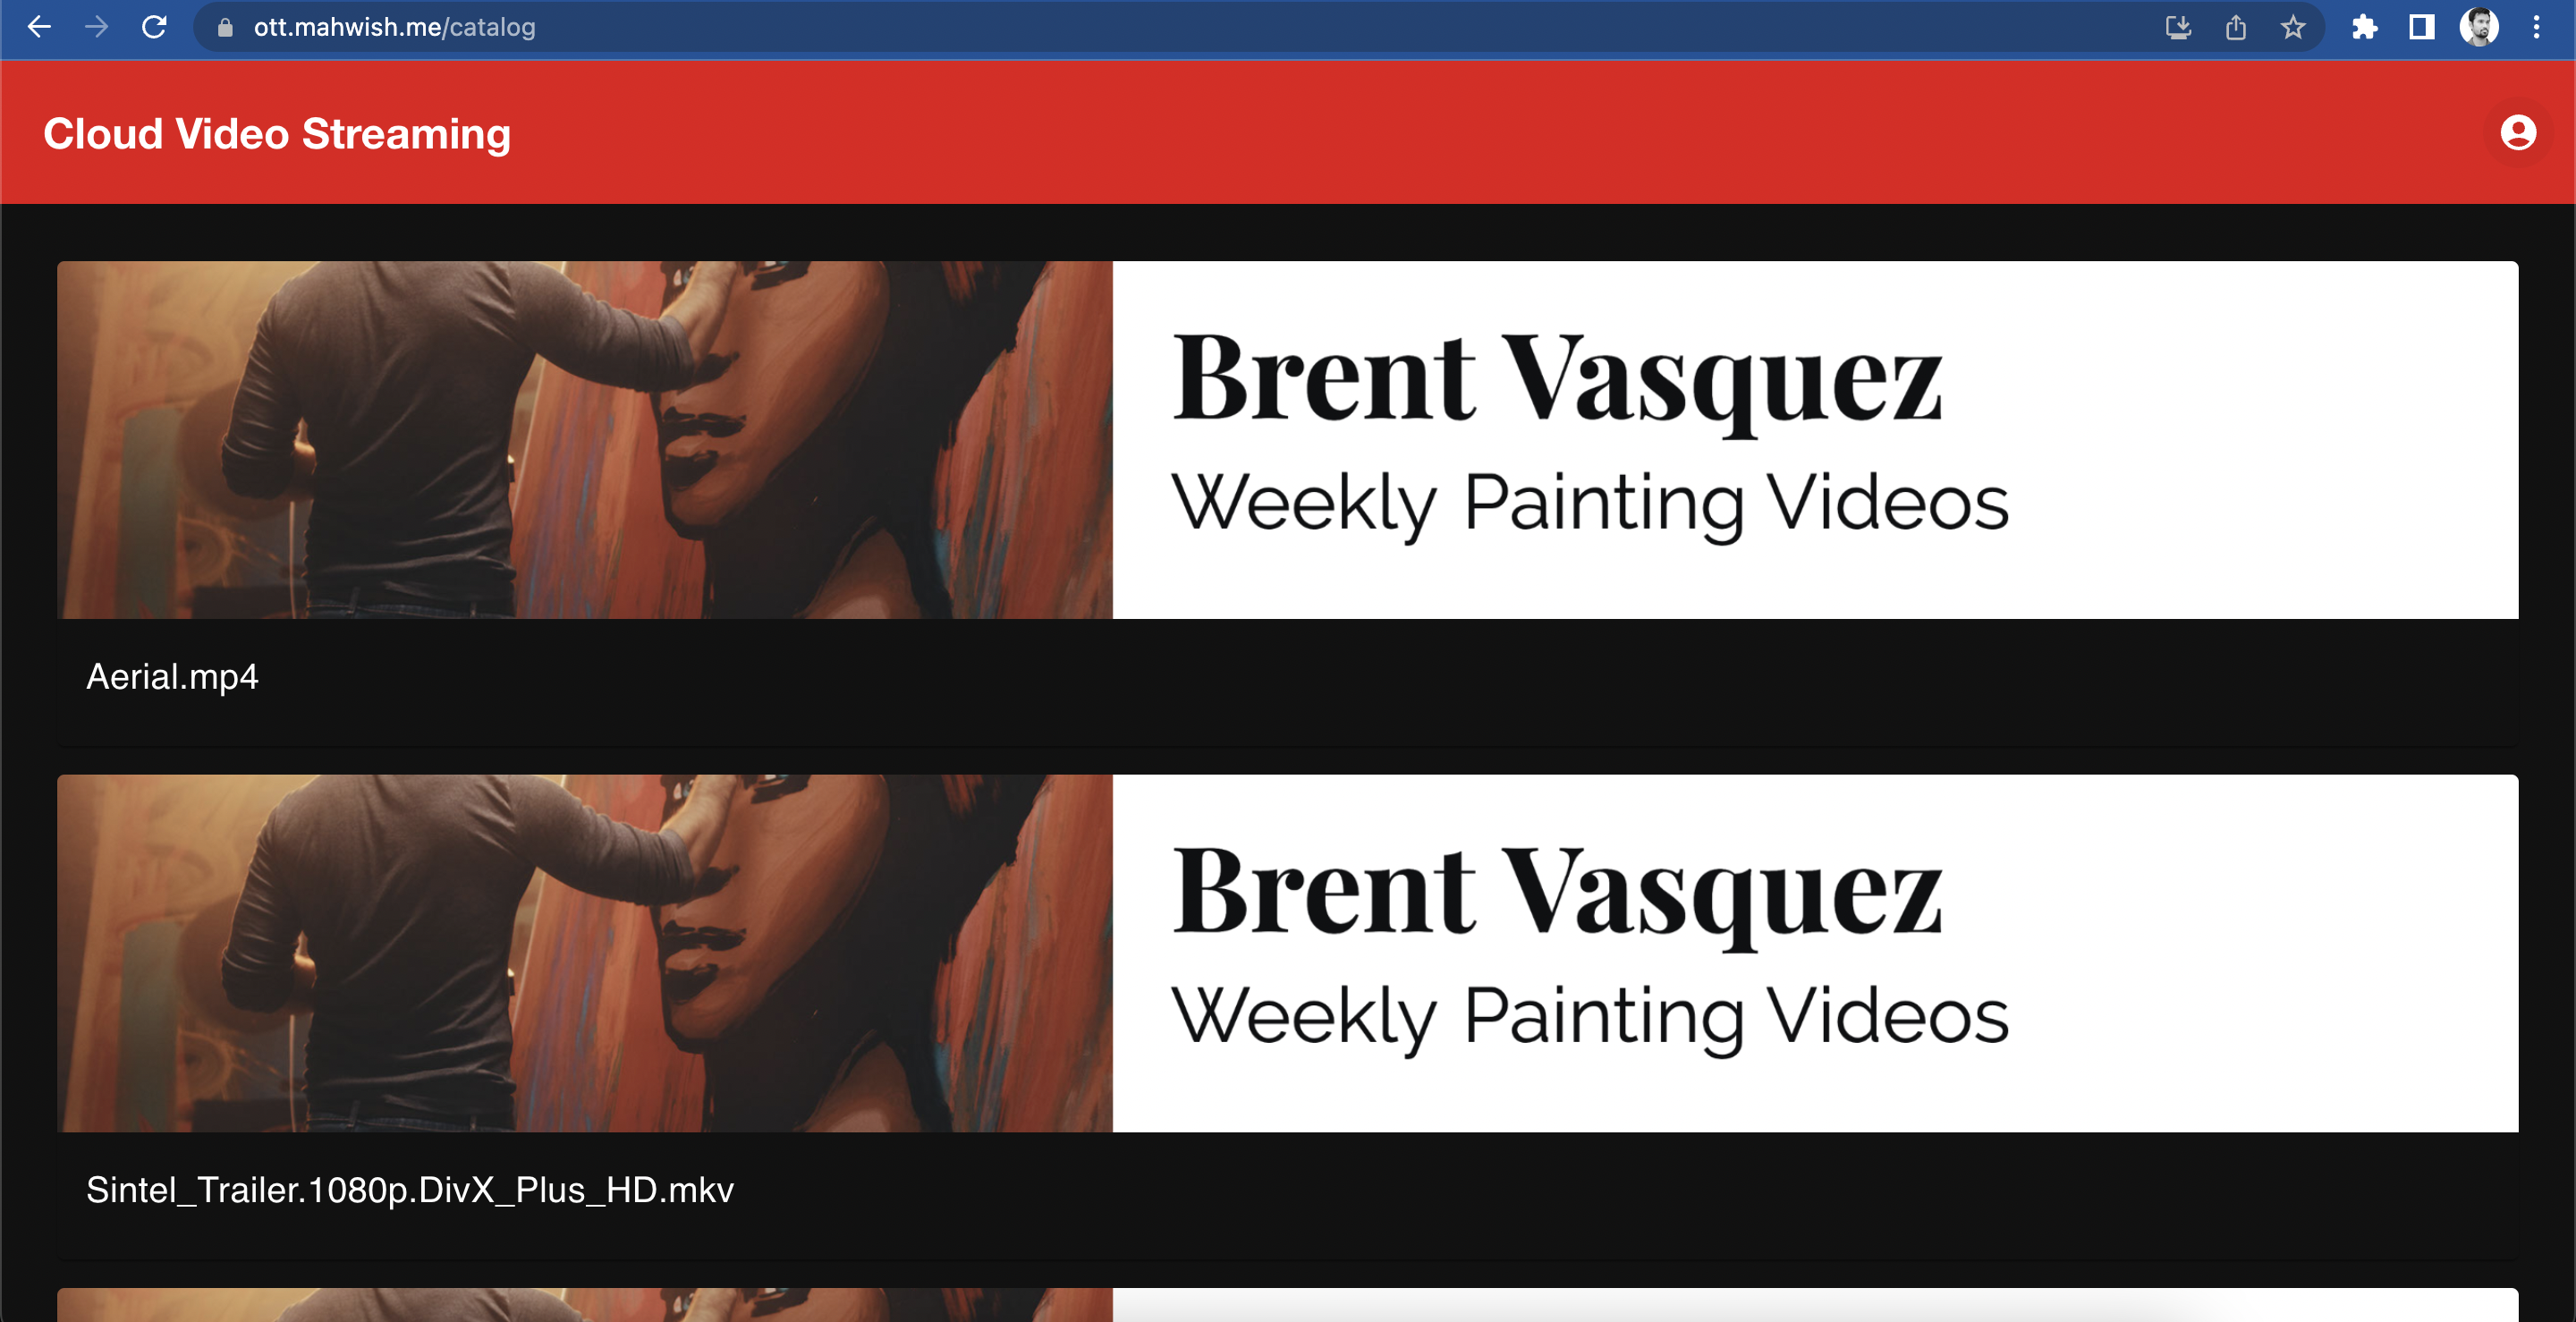 ott.mahwish.me/catalog
Cloud Video Streaming
Brent Vasquez
Weekly Painting Videos
Aerial.mp4
Brent Vasquez
Weekly Painting Videos
Sintel_Trailer.1080p.DivX_Plus_HD.mkv